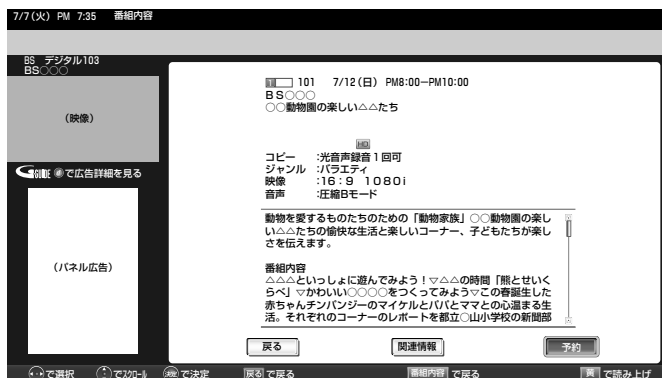 7/7(火) PM 7:35 番組内容
BS デジタル103
BS○○○
(映像)
GGUIDE で広告詳細を見る
(パネル広告)
101 7/12(日) PM8:00−PM10:00
BS○○○
○○動物園の楽しい△△たち
HD
コピー :光音声録音1回可
ジャンル :バラエティ
映像 :16:9 1080i
音声 :圧縮Bモード
動物を愛するものたちのための「動物家族」○○動物園の楽し
い△△たちの愉快な生活と楽しいコーナー、子どもたちが楽し
さを伝えます。
番組内容
△△△といっしょに遊んでみよう!▽△△の時間「熊とせいく
らべ」▽かわいい○○○○をつくってみよう▽この春誕生した
赤ちゃんチンパンジーのマイケルとパパとママとの心温まる生
活。それぞれのコーナーのレポートを都立○山小学校の新聞部
戻る 関連情報 予約
で選択 でスクロール 決定 で決定 戻る で戻る 番組内容 で戻る 黄 で読み上げ